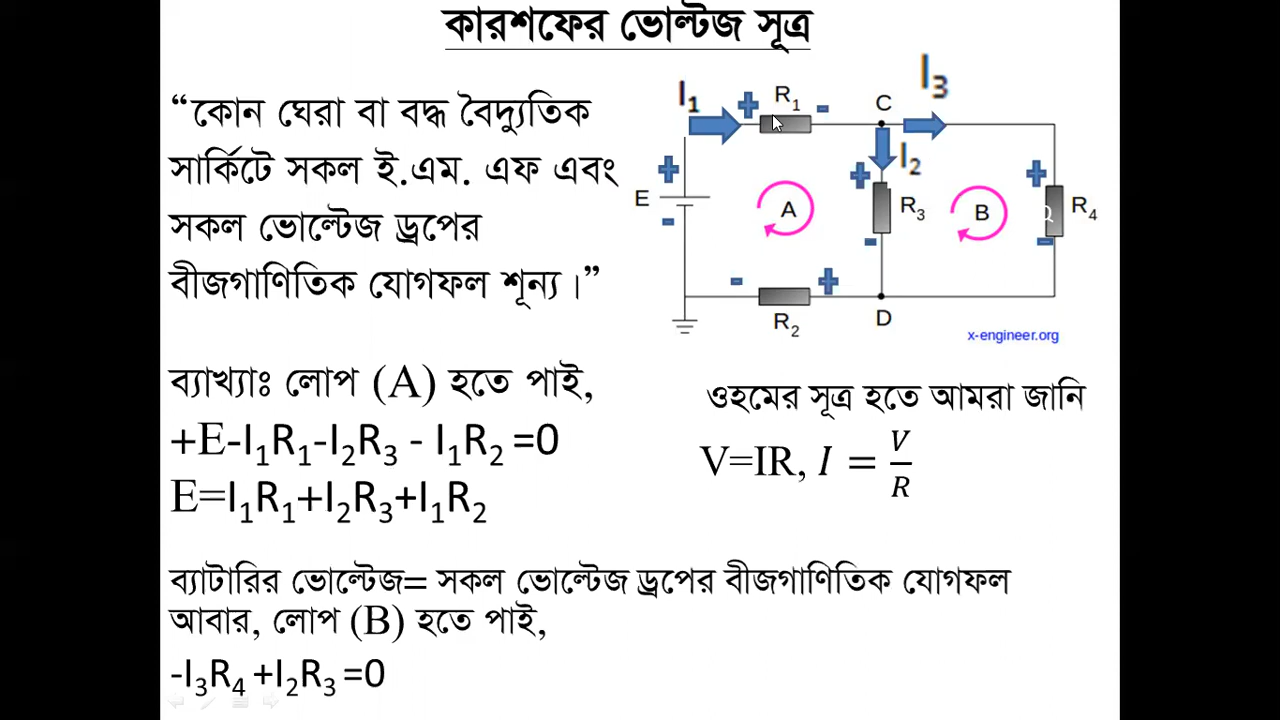 কারশফের ভোল্টজ সূত্র
“কোন ঘেরা বা বদ্ধ বৈদ্যুতিক
সার্কিটে সকল ই.এম. এফ এবং
সকল ভোল্টেজ ড্রপের
বীজগাণিতিক যোগফল শূন্য।”
I₁
+ R₁ -
C
I₃
I₂
+
E
-
A
+
R₃
-
B
+
R₄
-
- R₂ +
D
x-engineer.org
ব্যাখ্যাঃ লোপ (A) হতে পাই,
+E-I₁R₁-I₂R₃ - I₁R₂ =0
E=I₁R₁+I₂R₃+I₁R₂
ওহমের সূত্র হতে আমরা জানি
V=IR, I = V/R
ব্যাটারির ভোল্টেজ= সকল ভোল্টেজ ড্রপের বীজগাণিতিক যোগফল
আবার, লোপ (B) হতে পাই,
-I₃R₄ +I₂R₃ =0